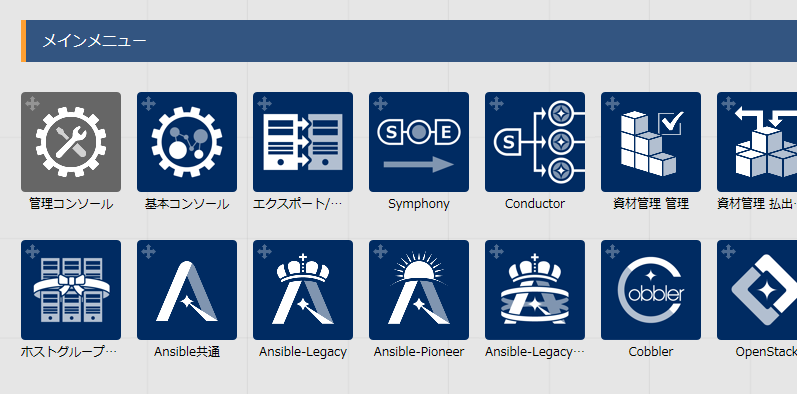 メインメニュー
S O E
S
管理コンソール
基本コンソール
エクスポート/…
Symphony
Conductor
資材管理 管理
資材管理 払出…
obbler
ホストグループ…
Ansible共通
Ansible-Legacy
Ansible-Pioneer
Ansible-Legacy…
Cobbler
OpenStack